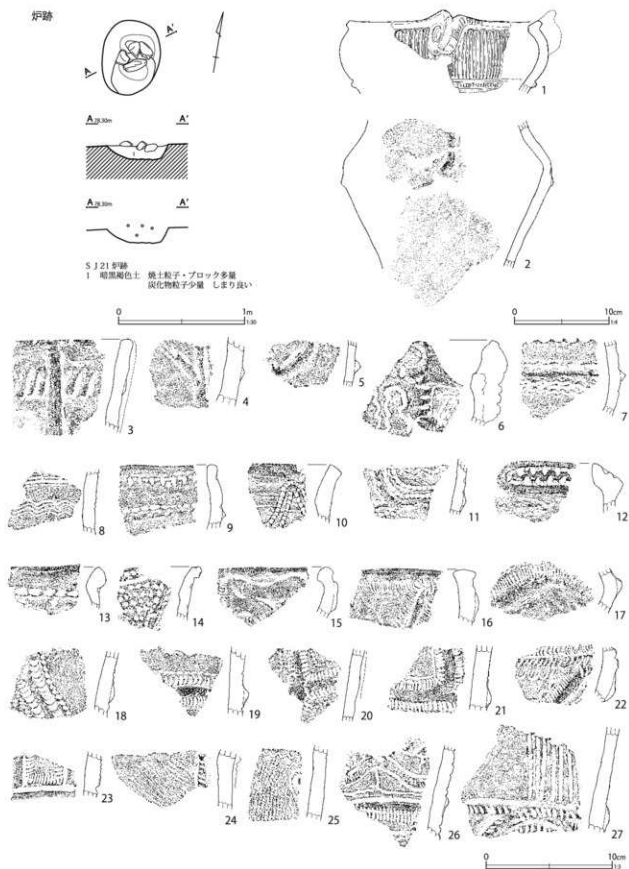 炉跡
A A'
A 28.30m A'
1
A 28.30m A'
SJ21炉跡
1 暗黒褐色土 焼土粒子・ブロック多量
炭化物粒子少量 しまり良い
0 1m
1:30
1
2
0 10cm
1:4
3 4 5 6 7
8 9 10 11 12
13 14 15 16 17
18 19 20 21 22
23 24 25 26 27
0 10cm
1:3